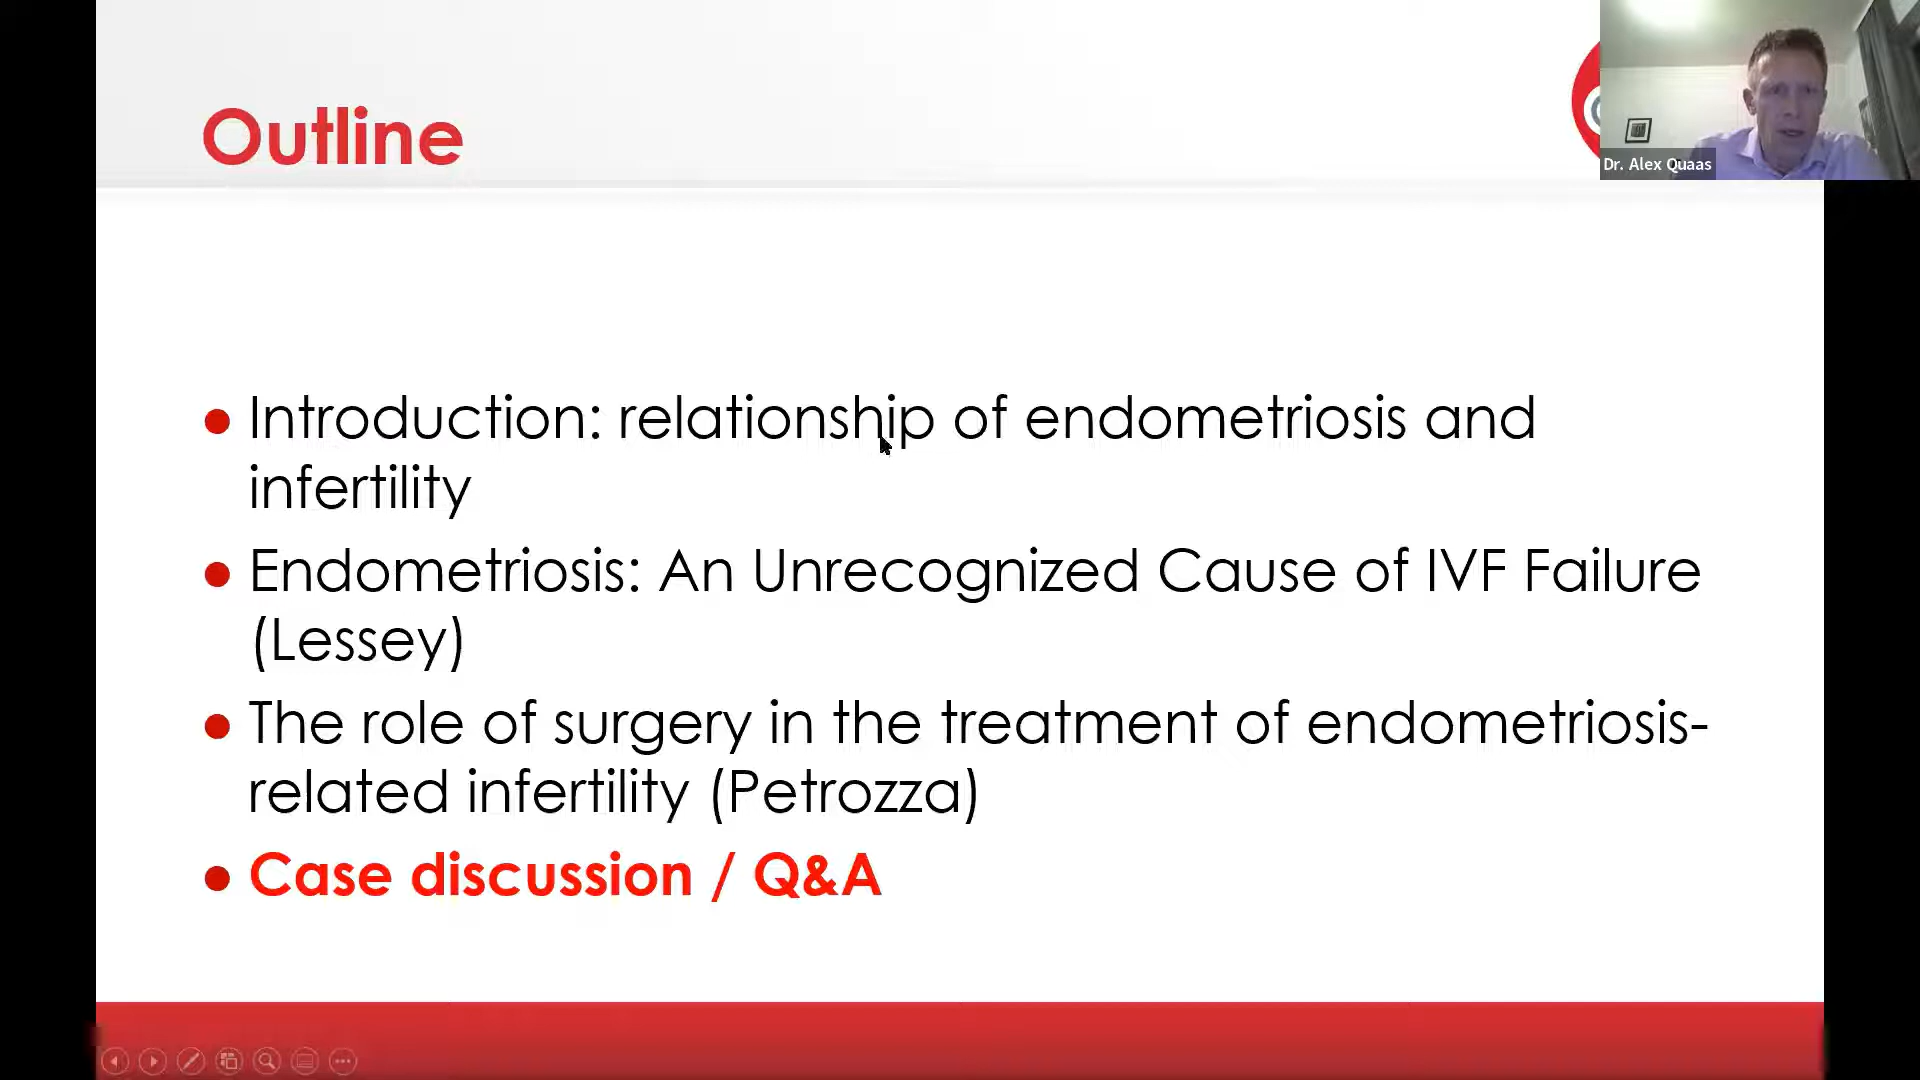 Outline
Dr. Alex Quaas
● Introduction: relationship of endometriosis and
infertility
● Endometriosis: An Unrecognized Cause of IVF Failure
(Lessey)
● The role of surgery in the treatment of endometriosis-
related infertility (Petrozza)
● Case discussion / Q&A